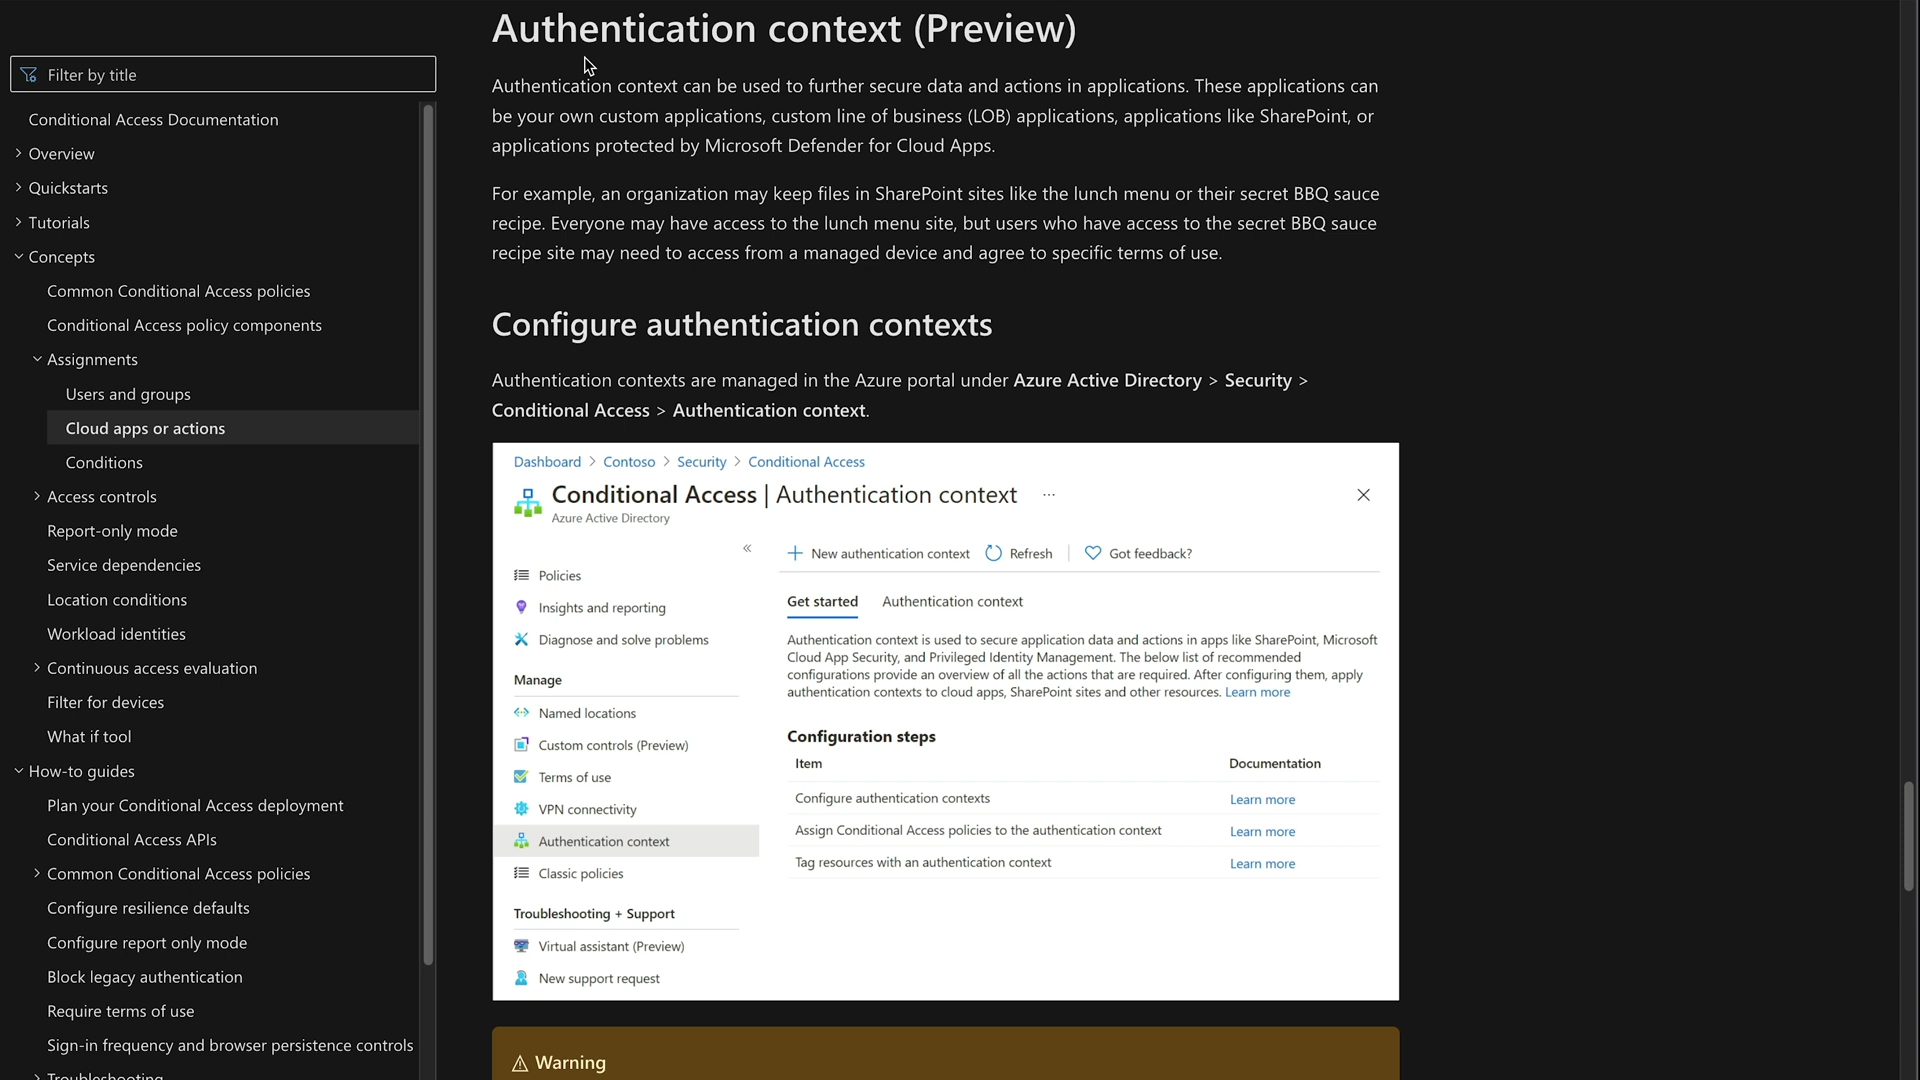 Filter by title
Conditional Access Documentation
Overview
Quickstarts
Tutorials
Concepts
Common Conditional Access policies
Conditional Access policy components
Assignments
Users and groups
Cloud apps or actions
Conditions
Access controls
Report-only mode
Service dependencies
Location conditions
Workload identities
Continuous access evaluation
Filter for devices
What if tool
How-to guides
Plan your Conditional Access deployment
Conditional Access APIs
Common Conditional Access policies
Configure resilience defaults
Configure report only mode
Block legacy authentication
Require terms of use
Sign-in frequency and browser persistence controls
Troubleshooting
Authentication context (Preview)
Authentication context can be used to further secure data and actions in applications. These applications can
be your own custom applications, custom line of business (LOB) applications, applications like SharePoint, or
applications protected by Microsoft Defender for Cloud Apps.
For example, an organization may keep files in SharePoint sites like the lunch menu or their secret BBQ sauce
recipe. Everyone may have access to the lunch menu site, but users who have access to the secret BBQ sauce
recipe site may need to access from a managed device and agree to specific terms of use.
Configure authentication contexts
Authentication contexts are managed in the Azure portal under Azure Active Directory > Security >
Conditional Access > Authentication context.
Dashboard > Contoso > Security > Conditional Access
Conditional Access | Authentication context ...
Azure Active Directory
Policies
Insights and reporting
Diagnose and solve problems
Manage
Named locations
Custom controls (Preview)
Terms of use
VPN connectivity
Authentication context
Classic policies
Troubleshooting + Support
Virtual assistant (Preview)
New support request
New authentication context Refresh Got feedback?
Get started Authentication context
Authentication context is used to secure application data and actions in apps like SharePoint, Microsoft
Cloud App Security, and Privileged Identity Management. The below list of recommended
configurations provide an overview of all the actions that are required. After configuring them, apply
authentication contexts to cloud apps, SharePoint sites and other resources. Learn more
Configuration steps
Item Documentation
Configure authentication contexts Learn more
Assign Conditional Access policies to the authentication context Learn more
Tag resources with an authentication context Learn more
Warning